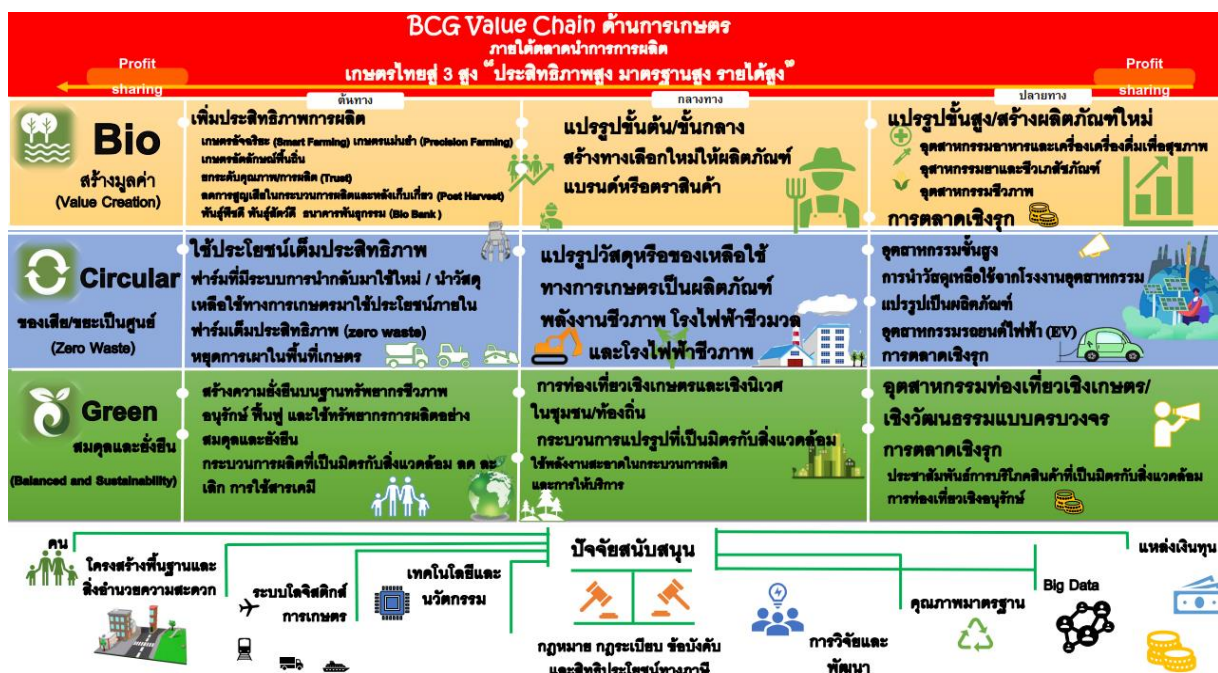 BCG Value Chain ด้านการเกษตร
ภายใต้ตลาดนำการการผลิต
เกษตรไทยสู่ 3 สูง “ประสิทธิภาพสูง มาตรฐานสูง รายได้สูง”
Profit
sharing
Profit
sharing
ต้นทาง
กลางทาง
ปลายทาง
Bio
สร้างมูลค่า
(Value Creation)
เพิ่มประสิทธิภาพการผลิต
เกษตรอัจฉริยะ (Smart Farming) เกษตรแม่นยำ (Precision Farming)
เกษตรอัตลักษณ์พื้นถิ่น
ยกระดับคุณภาพการผลิต (Trust)
ลดการสูญเสียในกระบวนการผลิตและหลังเก็บเกี่ยว (Post Harvest)
พันธุ์พืชดี พันธุ์สัตว์ดี ธนาคารพันธุกรรม (Bio Bank )
แปรรูปขั้นต้น/ขั้นกลาง
สร้างทางเลือกใหม่ให้ผลิตภัณฑ์
แบรนด์หรือตราสินค้า
แปรรูปขั้นสูง/สร้างผลิตภัณฑ์ใหม่
อุตสาหกรรมอาหารและเครื่องเครื่องดื่มเพื่อสุขภาพ
อุสาหกรรมยาและชีวเภสัชภัณฑ์
อุตสาหกรรมชีวภาพ
การตลาดเชิงรุก
Circular
ของเสีย/ขยะเป็นศูนย์
(Zero Waste)
ใช้ประโยชน์เต็มประสิทธิภาพ
ฟาร์มที่มีระบบการนำกลับมาใช้ใหม่ / นำวัสดุ
เหลือใช้ทางการเกษตรมาใช้ประโยชน์ภายใน
ฟาร์มเต็มประสิทธิภาพ (zero waste)
หยุดการเผาในพื้นที่เกษตร
แปรรูปวัสดุหรือของเหลือใช้
ทางการเกษตรเป็นผลิตภัณฑ์
พลังงานชีวภาพ โรงไฟฟ้าชีวมวล
และโรงไฟฟ้าชีวภาพ
อุตสาหกรรมขั้นสูง
การนำวัสดุเหลือใช้จากโรงงานอุตสาหกรรม
แปรรูปเป็นผลิตภัณฑ์
อุตสาหกรรมรถยนต์ไฟฟ้า (EV)
การตลาดเชิงรุก
Green
สมดุลและยั่งยืน
(Balanced and Sustainability)
สร้างความยั่งยืนบนฐานทรัพยากรชีวภาพ
อนุรักษ์ ฟื้นฟู และใช้ทรัพยากรการผลิตอย่าง
สมดุลและยั่งยืน
กระบวนการผลิตที่เป็นมิตรกับสิ่งแวดล้อม ลด ละ
เลิก การใช้สารเคมี
การท่องเที่ยวเชิงเกษตรและเชิงนิเวศ
ในชุมชน/ท้องถิ่น
กระบวนการแปรรูปที่เป็นมิตรกับสิ่งแวดล้อม
ใช้พลังงานสะอาดในกระบวนการผลิต
และการให้บริการ
อุตสาหกรรมท่องเที่ยวเชิงเกษตร/
เชิงวัฒนธรรมแบบครบวงจร
การตลาดเชิงรุก
ประชาสัมพันธ์การบริโภคสินค้าที่เป็นมิตรกับสิ่งแวดล้อม
การท่องเที่ยวเชิงอนุรักษ์
คน
โครงสร้างพื้นฐานและ
สิ่งอำนวยความสะดวก
ระบบโลจิสติกส์
การเกษตร
เทคโนโลยีและ
นวัตกรรม
ปัจจัยสนับสนุน
กฎหมาย กฎระเบียบ ข้อบังคับ
และสิทธิประโยชน์ทางภาษี
การวิจัยและ
พัฒนา
คุณภาพมาตรฐาน
Big Data
แหล่งเงินทุน